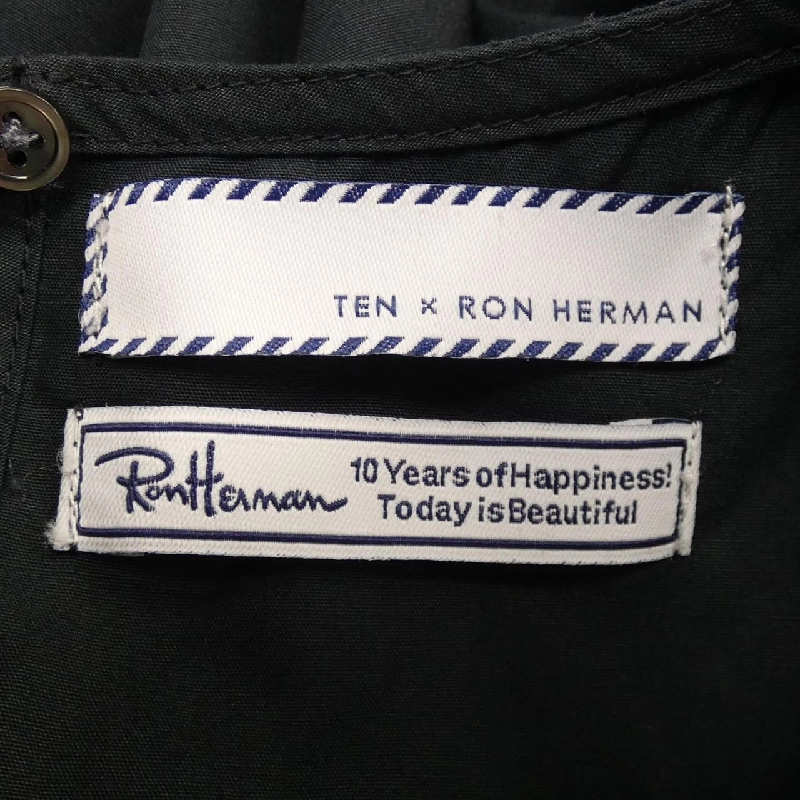 TEN × RON HERMAN
RonHerman
10 Years of Happiness!
Today is Beautiful